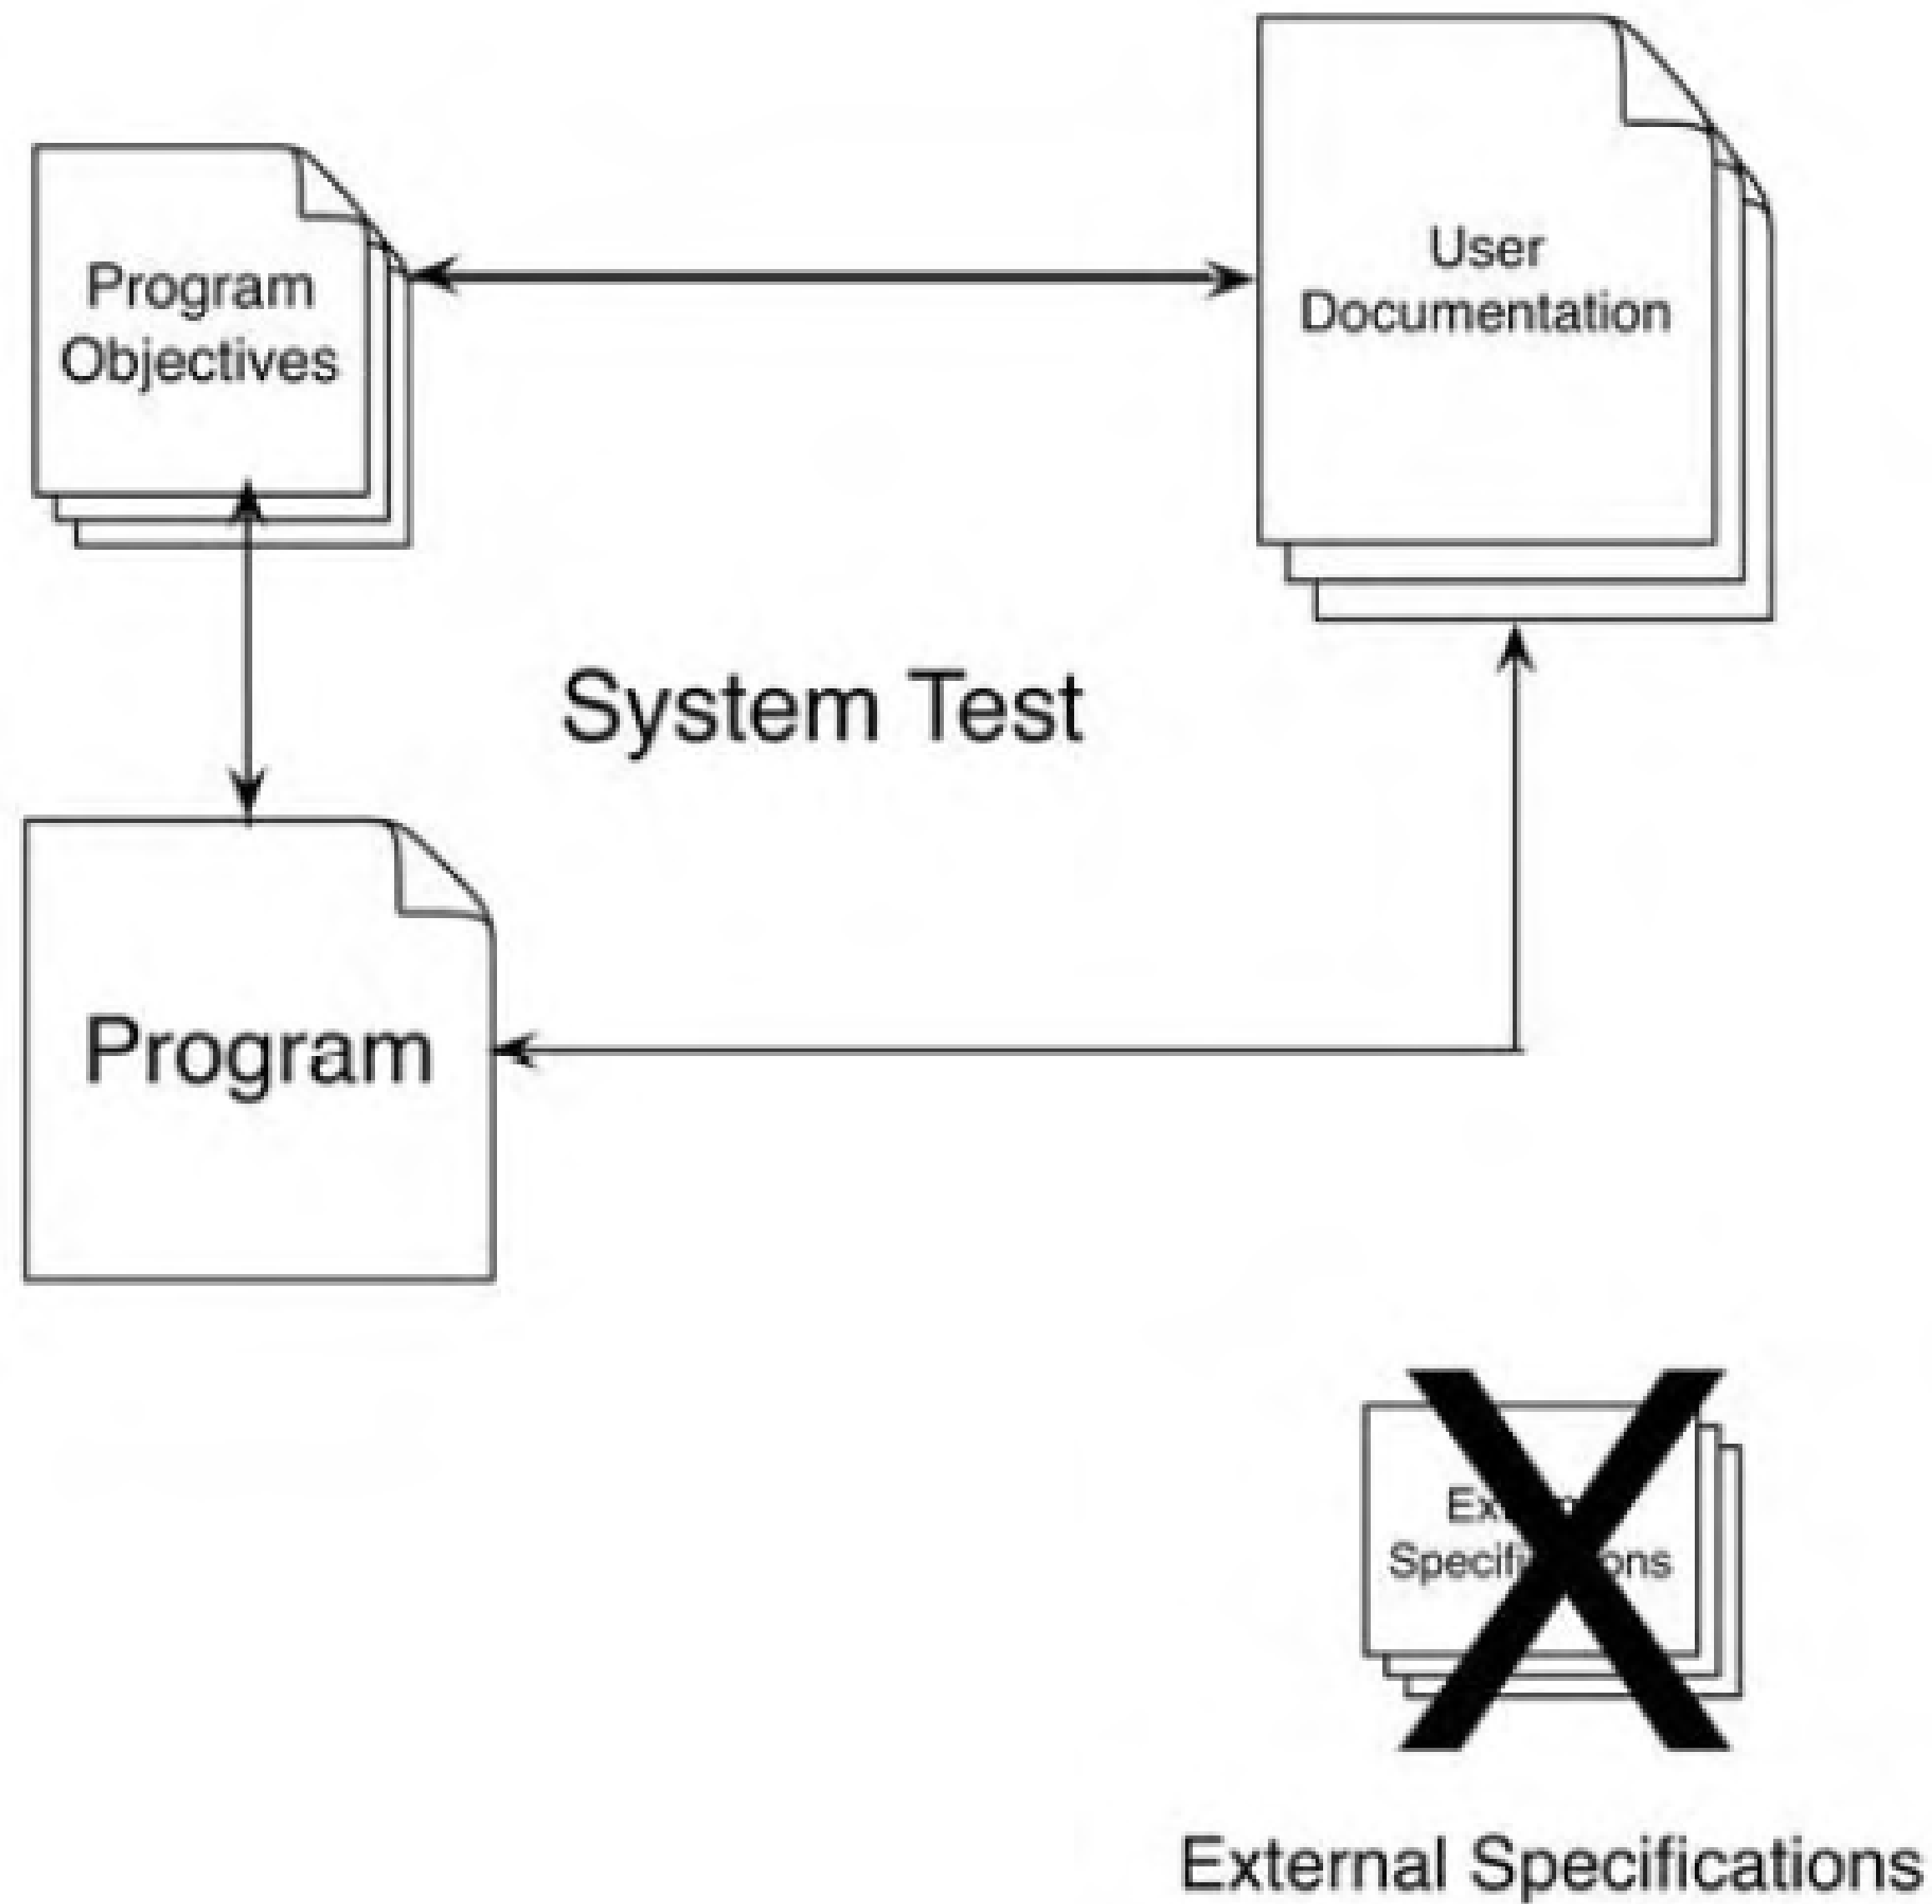 Program
Objectives
User
Documentation
System Test
Program
External Specifications